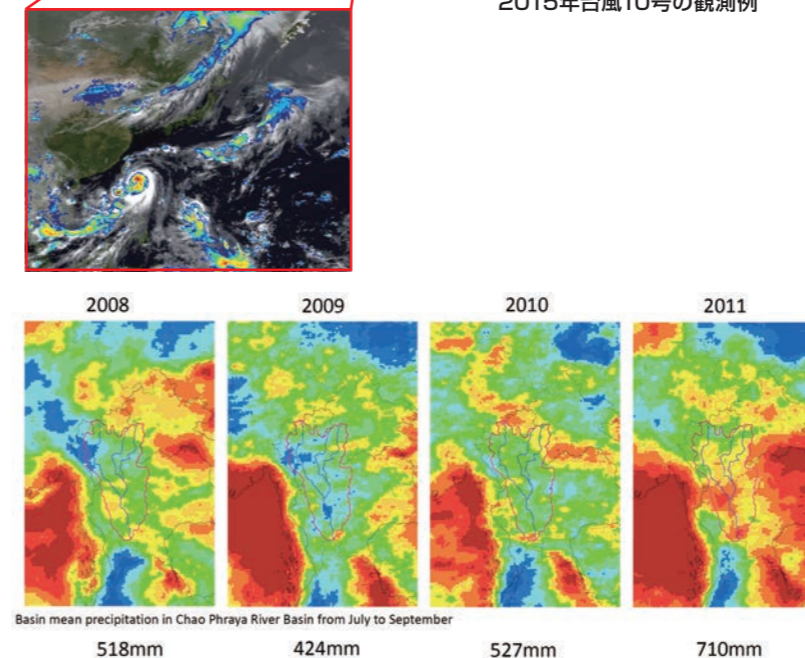 2015年台風10号の観測例
2008 2009 2010 2011
Basin mean precipitation in Chao Phraya River Basin from July to September
518mm 424mm 527mm 710mm